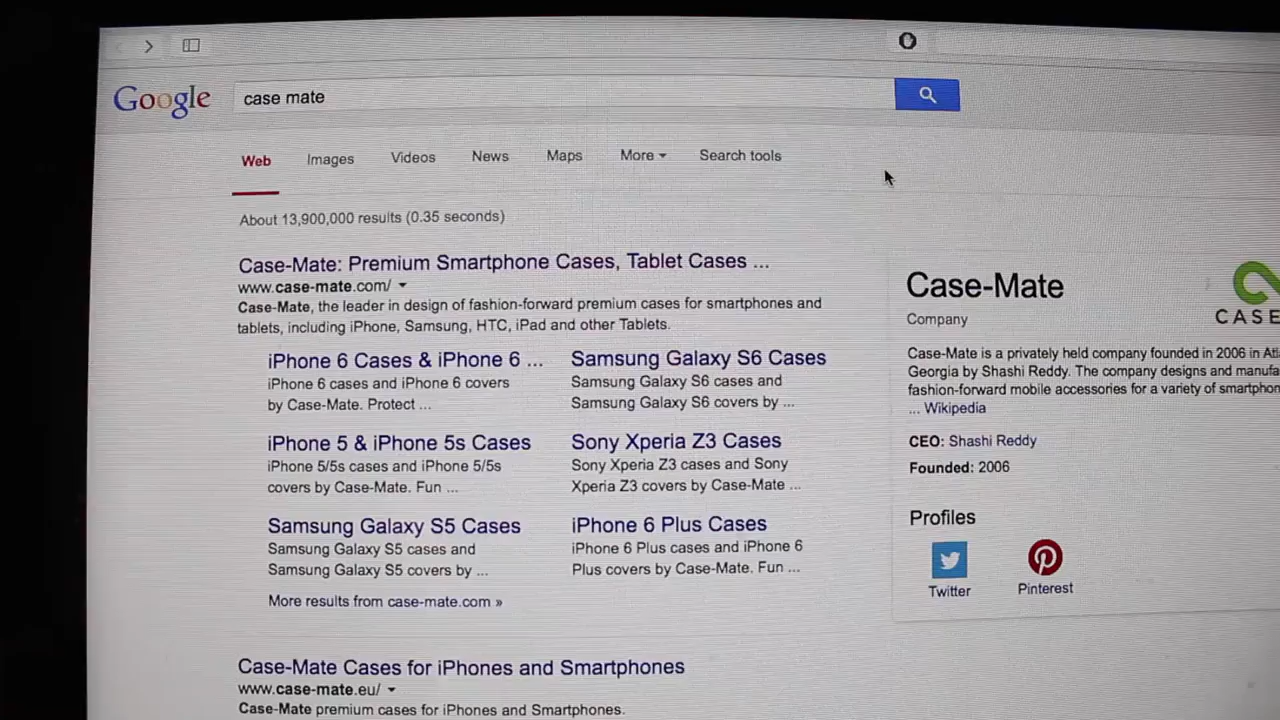 Google
case mate
Web Images Videos News Maps More Search tools
About 13,900,000 results (0.35 seconds)
Case-Mate: Premium Smartphone Cases, Tablet Cases ...
www.case-mate.com/
Case-Mate, the leader in design of fashion-forward premium cases for smartphones and
tablets, including iPhone, Samsung, HTC, iPad and other Tablets.
iPhone 6 Cases & iPhone 6 ...
iPhone 6 cases and iPhone 6 covers
by Case-Mate. Protect ...
Samsung Galaxy S6 Cases
Samsung Galaxy S6 cases and
Samsung Galaxy S6 covers by ...
iPhone 5 & iPhone 5s Cases
iPhone 5/5s cases and iPhone 5/5s
covers by Case-Mate. Fun ...
Sony Xperia Z3 Cases
Sony Xperia Z3 cases and Sony
Xperia Z3 covers by Case-Mate ...
Samsung Galaxy S5 Cases
Samsung Galaxy S5 cases and
Samsung Galaxy S5 covers by ...
iPhone 6 Plus Cases
iPhone 6 Plus cases and iPhone 6
Plus covers by Case-Mate. Fun ...
More results from case-mate.com »
Case-Mate Cases for iPhones and Smartphones
www.case-mate.eu/
Case-Mate premium cases for iPhones and Smartphones.
Case-Mate
Company
CASE
Case-Mate is a privately held company founded in 2006 in
Georgia by Shashi Reddy. The company designs and
fashion-forward mobile accessories for a variety of
... Wikipedia
CEO: Shashi Reddy
Founded: 2006
Profiles
Twitter
Pinterest